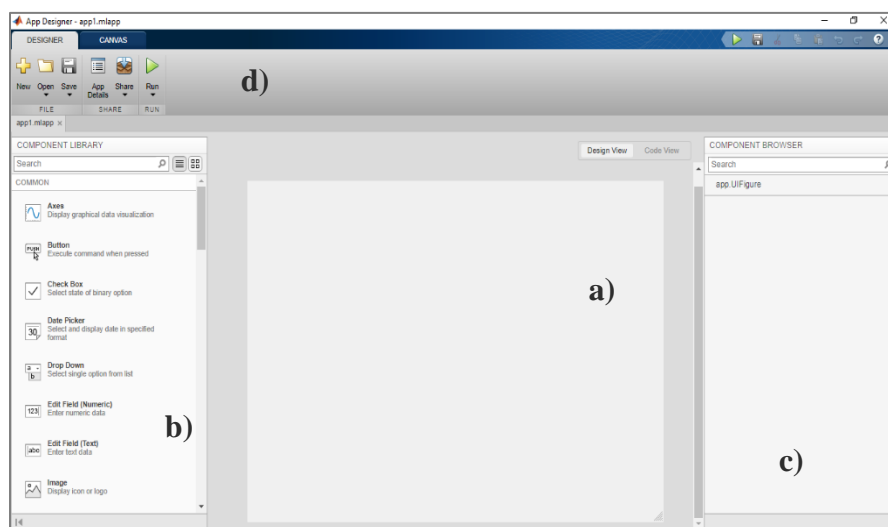 App Designer - app1.mlapp
DESIGNER CANVAS
New Open Save App Details Share Run
FILE SHARE RUN
d)
app1.mlapp ×
COMPONENT LIBRARY
Search
COMMON
Axes
Display graphical data visualization
PUSH
Button
Execute command when pressed
Check Box
Select state of binary option
30
Date Picker
Select and display date in specified
format
a
b
Drop Down
Select single option from list
123
Edit Field (Numeric)
Enter numeric data
b)
abc
Edit Field (Text)
Enter text data
Image
Display icon or logo
Design View Code View
a)
COMPONENT BROWSER
Search
app.UIFigure
c)